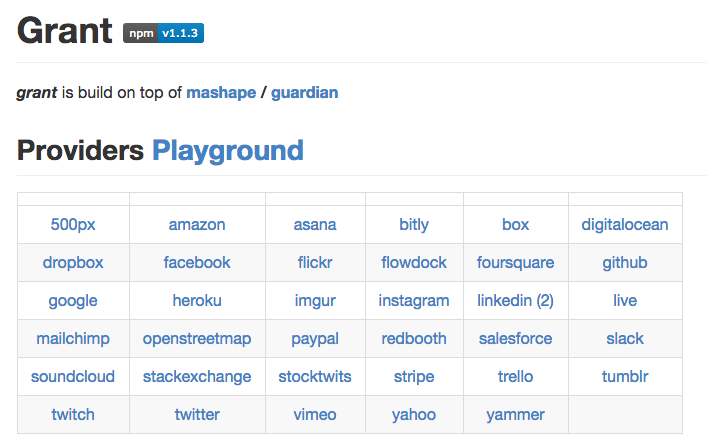 Grant npm v1.1.3
grant is build on top of mashape / guardian
Providers Playground
500px amazon asana bitly box digitalocean
dropbox facebook flickr flowdock foursquare github
google heroku imgur instagram linkedin (2) live
mailchimp openstreetmap paypal redbooth salesforce slack
soundcloud stackexchange stocktwits stripe trello tumblr
twitch twitter vimeo yahoo yammer